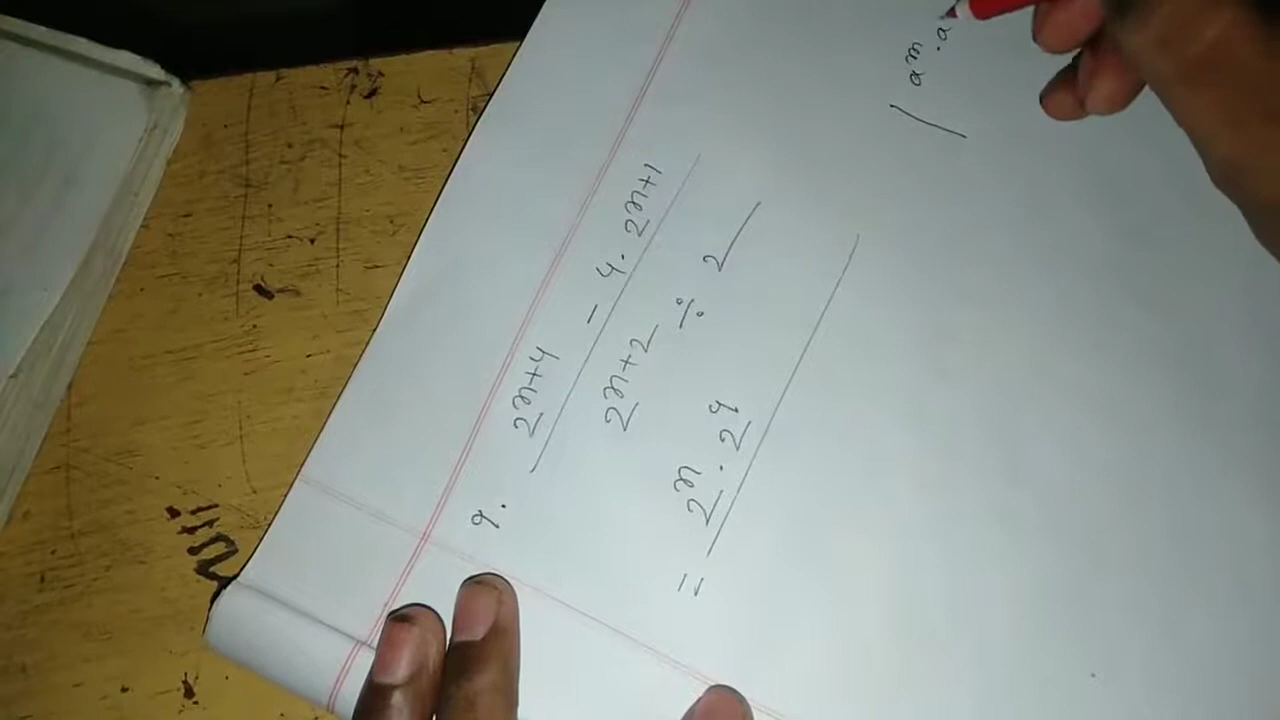 9. 2^{n+4} - 4. 2^{n+1}
2^{n+2} ÷ 2
= 2^n . 2^4
(a^m . a